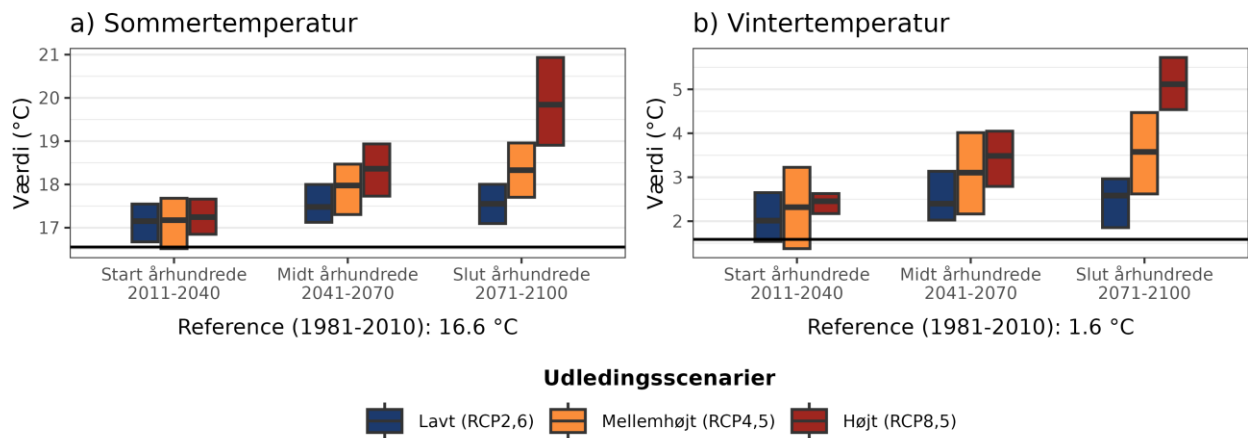 a) Sommertemperatur
Værdi (°C)
21
20
19
18
17
Start århundrede
2011-2040
Midt århundrede
2041-2070
Slut århundrede
2071-2100
Reference (1981-2010): 16.6 °C
b) Vintertemperatur
Værdi (°C)
5
4
3
2
Start århundrede
2011-2040
Midt århundrede
2041-2070
Slut århundrede
2071-2100
Reference (1981-2010): 1.6 °C
Udledingsscenarier
Lavt (RCP2,6)
Mellemhøjt (RCP4,5)
Højt (RCP8,5)